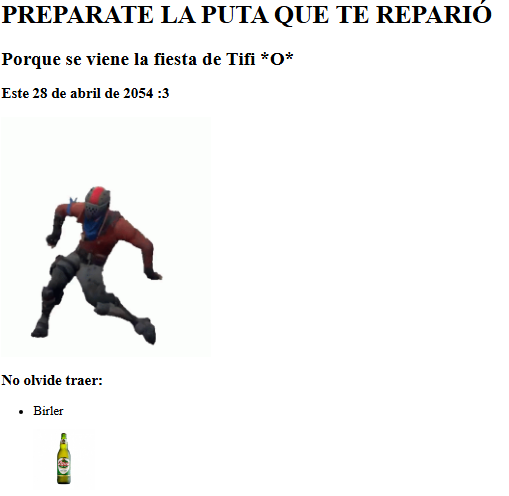 PREPARATE LA PUTA QUE TE REPARIÓ
Porque se viene la fiesta de Tifi *O*
Este 28 de abril de 2054 :3
No olvide traer:
• Birler